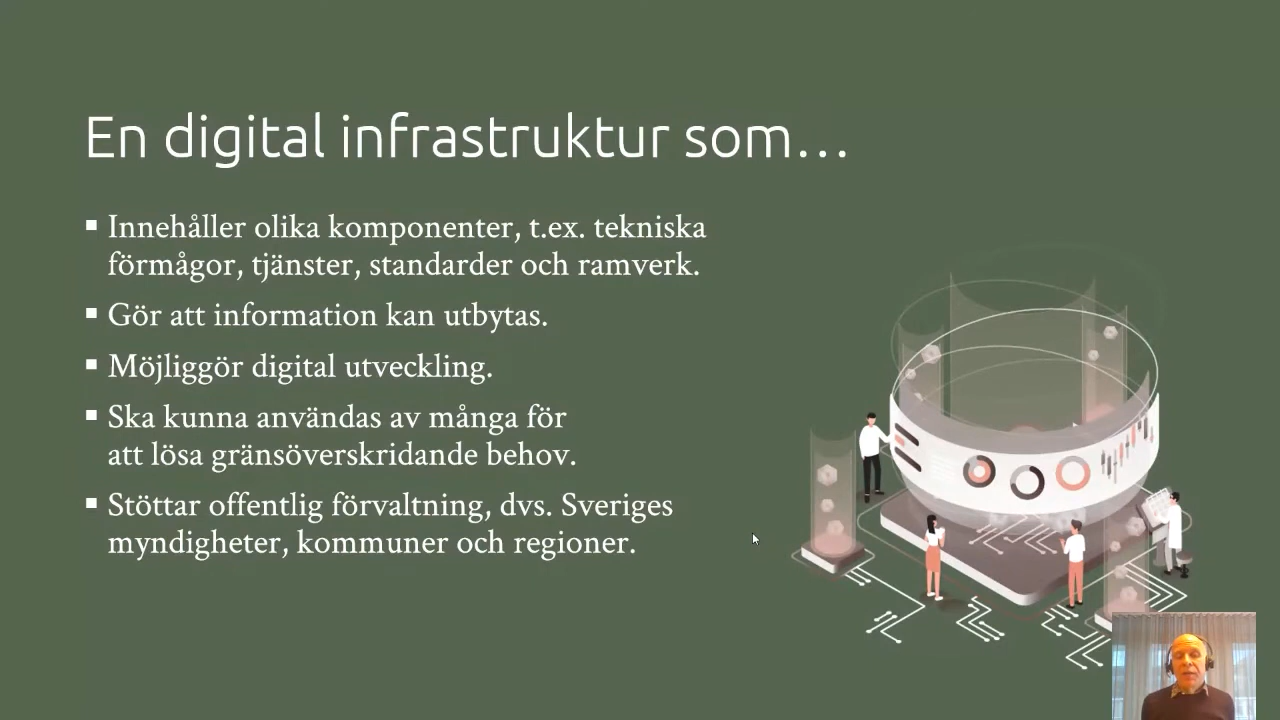 En digital infrastruktur som…
▪ Innehåller olika komponenter, t.ex. tekniska
förmågor, tjänster, standarder och ramverk.
▪ Gör att information kan utbytas.
▪ Möjliggör digital utveckling.
▪ Ska kunna användas av många för
att lösa gränsöverskridande behov.
▪ Stöttar offentlig förvaltning, dvs. Sveriges
myndigheter, kommuner och regioner.